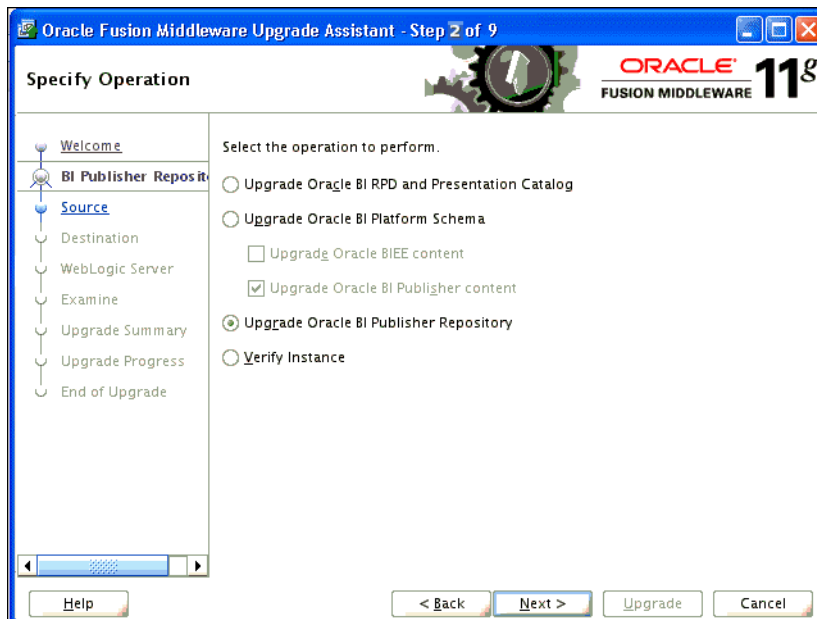 Oracle Fusion Middleware Upgrade Assistant - Step 2 of 9
Specify Operation
ORACLE
FUSION MIDDLEWARE 11g
Welcome
BI Publisher Reposit
Source
Destination
WebLogic Server
Examine
Upgrade Summary
Upgrade Progress
End of Upgrade
Select the operation to perform.
Upgrade Oracle BI RPD and Presentation Catalog
Upgrade Oracle BI Platform Schema
Upgrade Oracle BIEE content
Upgrade Oracle BI Publisher content
Upgrade Oracle BI Publisher Repository
Verify Instance
Help
< Back
Next >
Upgrade
Cancel